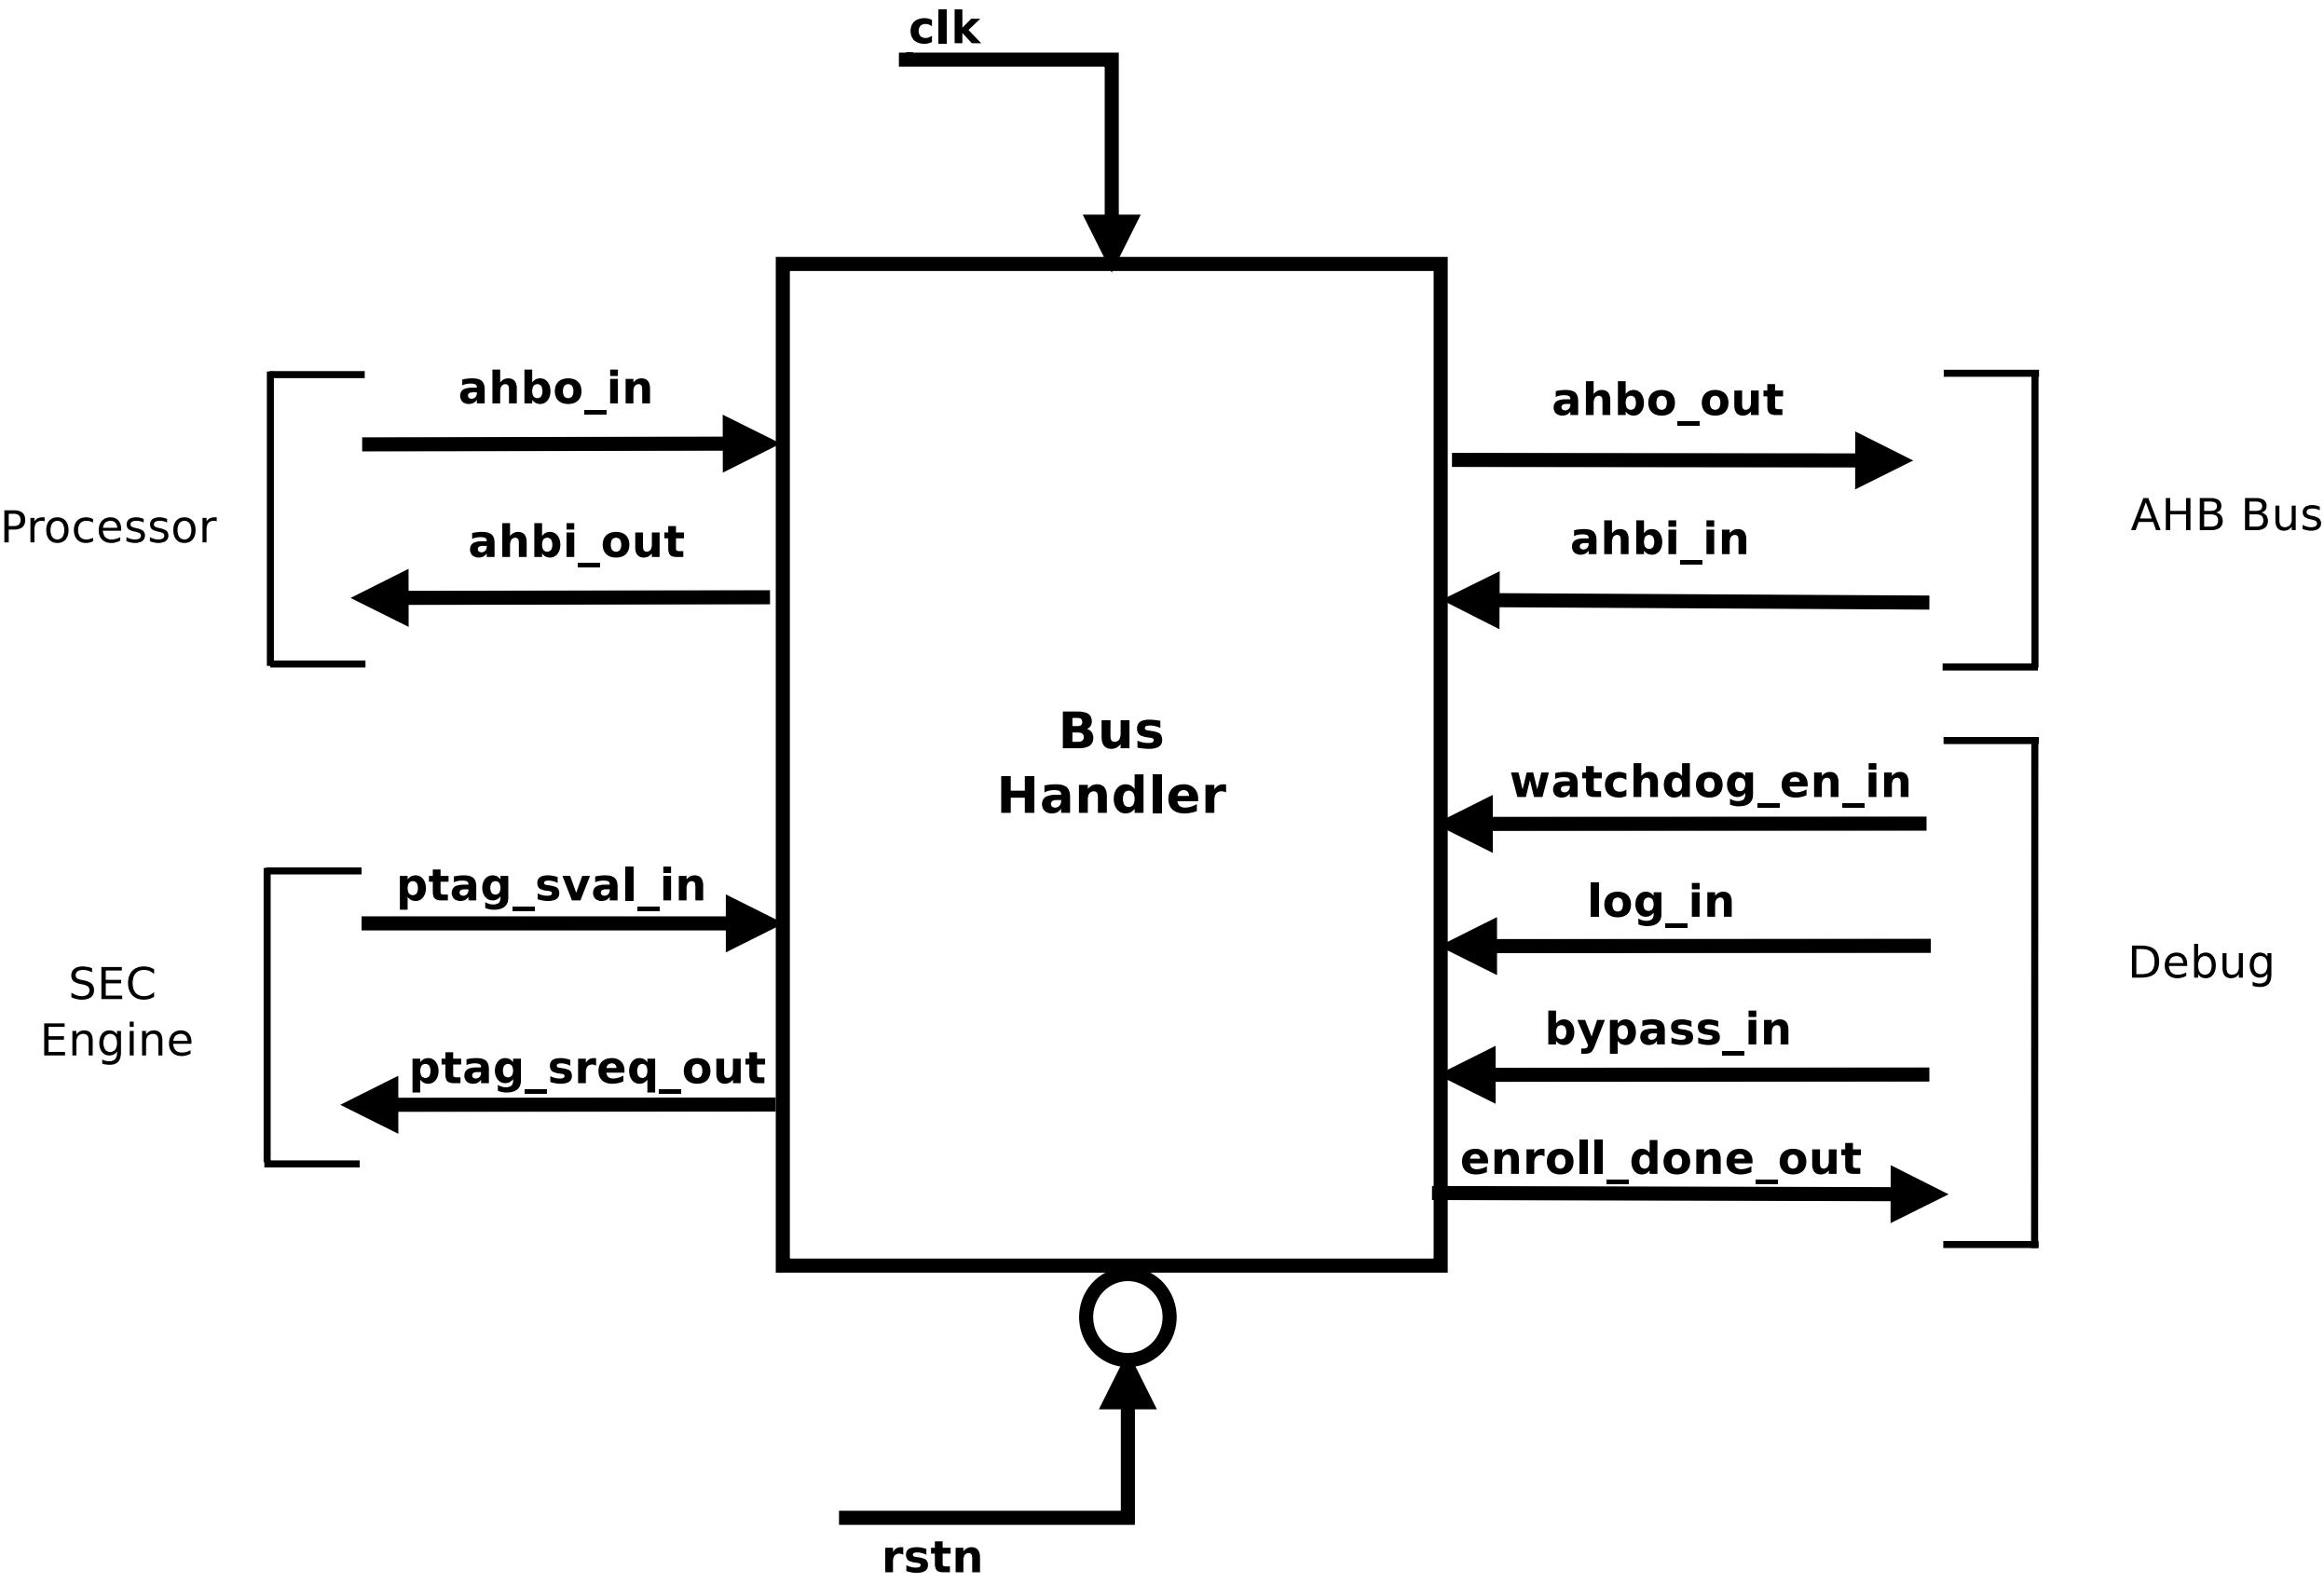 clk
ahbo_in
ahbi_out
Processor
ptag_sval_in
ptag_sreq_out
SEC
Engine
Bus
Handler
ahbo_out
ahbi_in
AHB Bus
watchdog_en_in
log_in
bypass_in
enroll_done_out
Debug
rstn